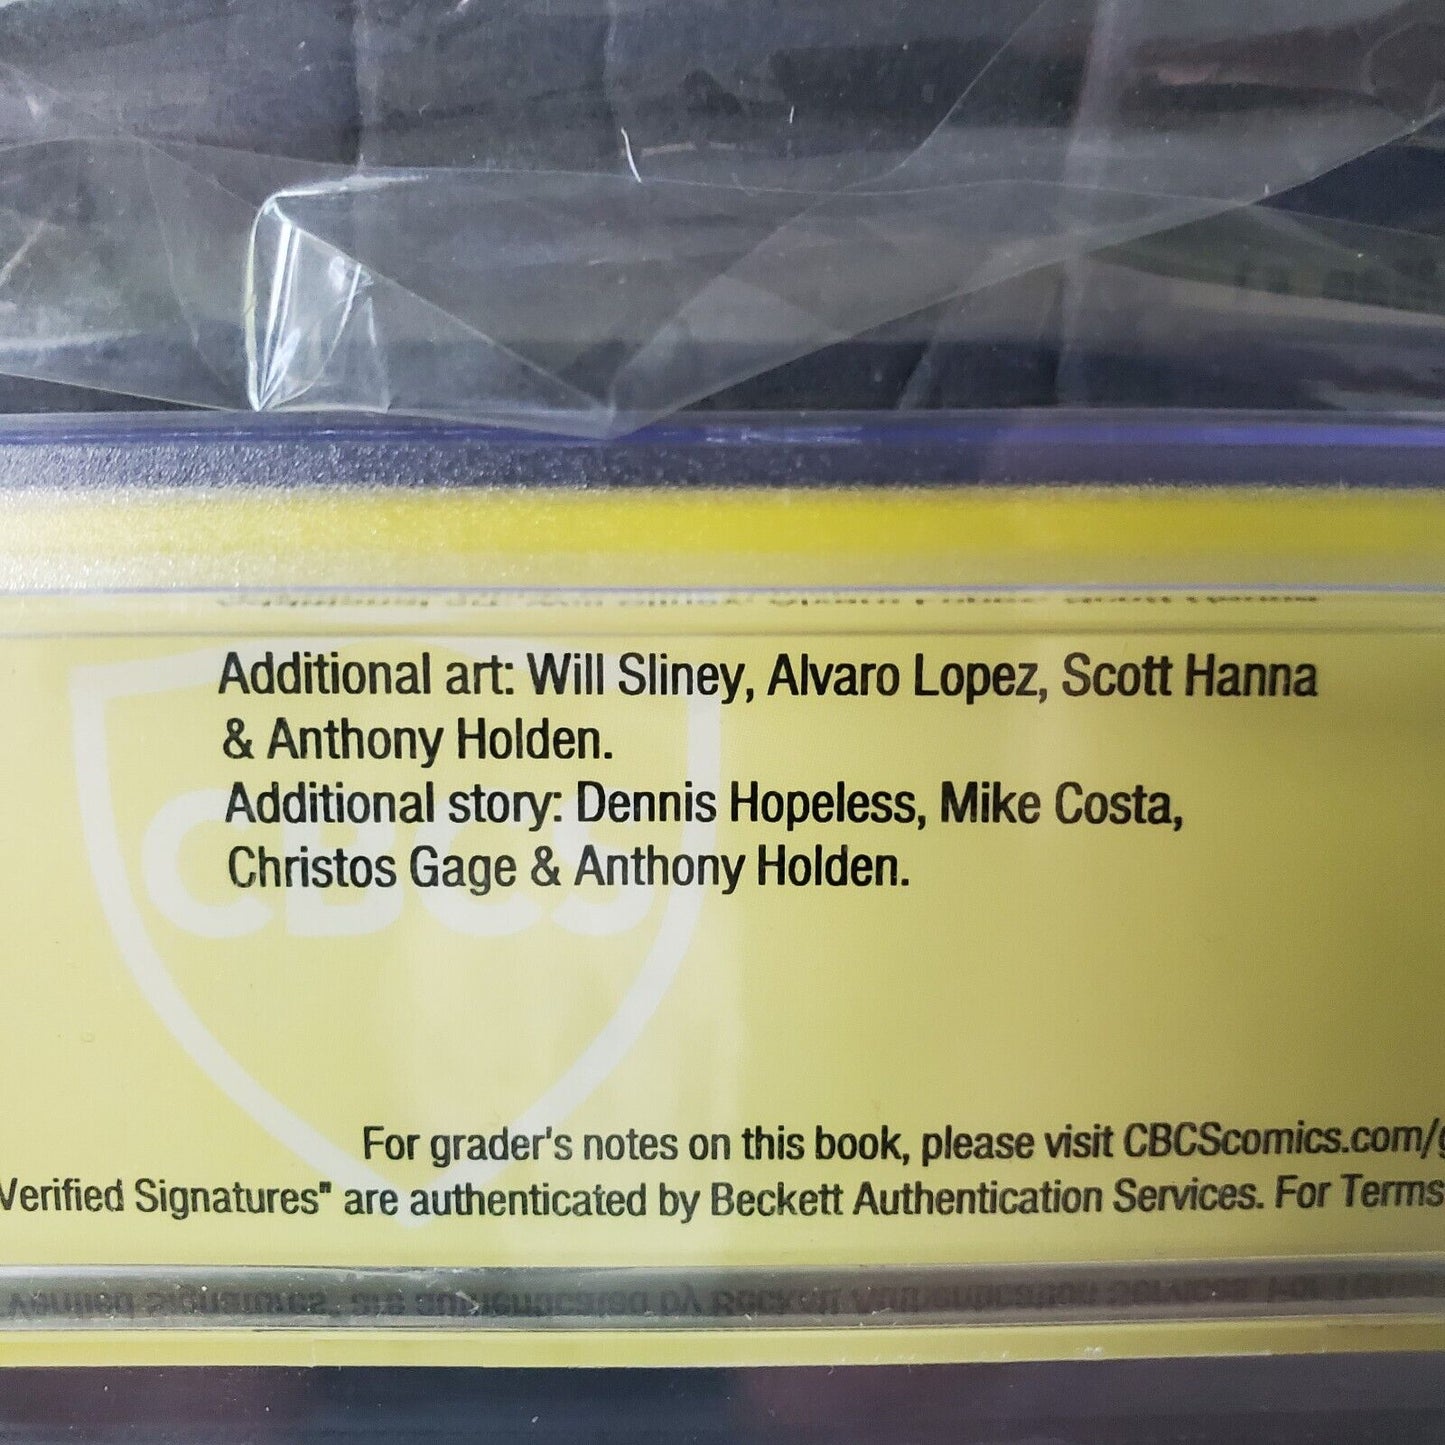 Additional art: Will Sliney, Alvaro Lopez, Scott Hanna
& Anthony Holden.
Additional story: Dennis Hopeless, Mike Costa,
Christos Gage & Anthony Holden.
CBCS
For grader's notes on this book, please visit CBCScomics.com/g
Verified Signatures" are authenticated by Beckett Authentication Services. For Terms